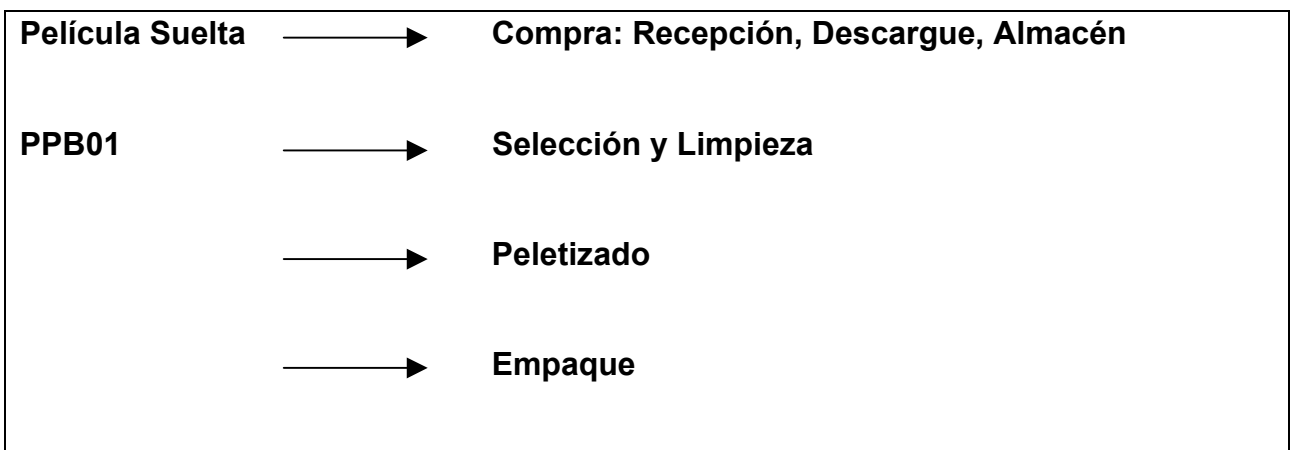 Película Suelta Compra: Recepción, Descargue, Almacén
PPB01 Selección y Limpieza
Peletizado
Empaque